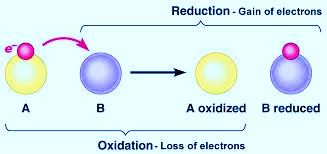 Reduction - Gain of electrons
e-
A
B
A oxidized
B reduced
Oxidation - Loss of electrons